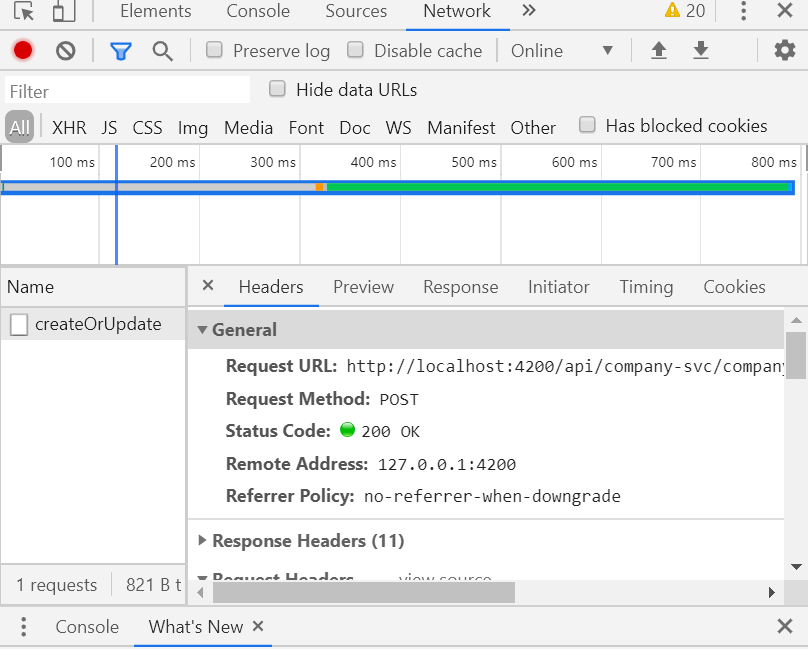 Elements Console Sources Network » 20
Preserve log Disable cache Online
Filter Hide data URLs
All XHR JS CSS Img Media Font Doc WS Manifest Other Has blocked cookies
100 ms 200 ms 300 ms 400 ms 500 ms 600 ms 700 ms 800 ms
Name
createOrUpdate
Headers Preview Response Initiator Timing Cookies
General
Request URL: http://localhost:4200/api/company-svc/company
Request Method: POST
Status Code: 200 OK
Remote Address: 127.0.0.1:4200
Referrer Policy: no-referrer-when-downgrade
Response Headers (11)
Request Headers view source
1 requests 821 B t
Console What's New